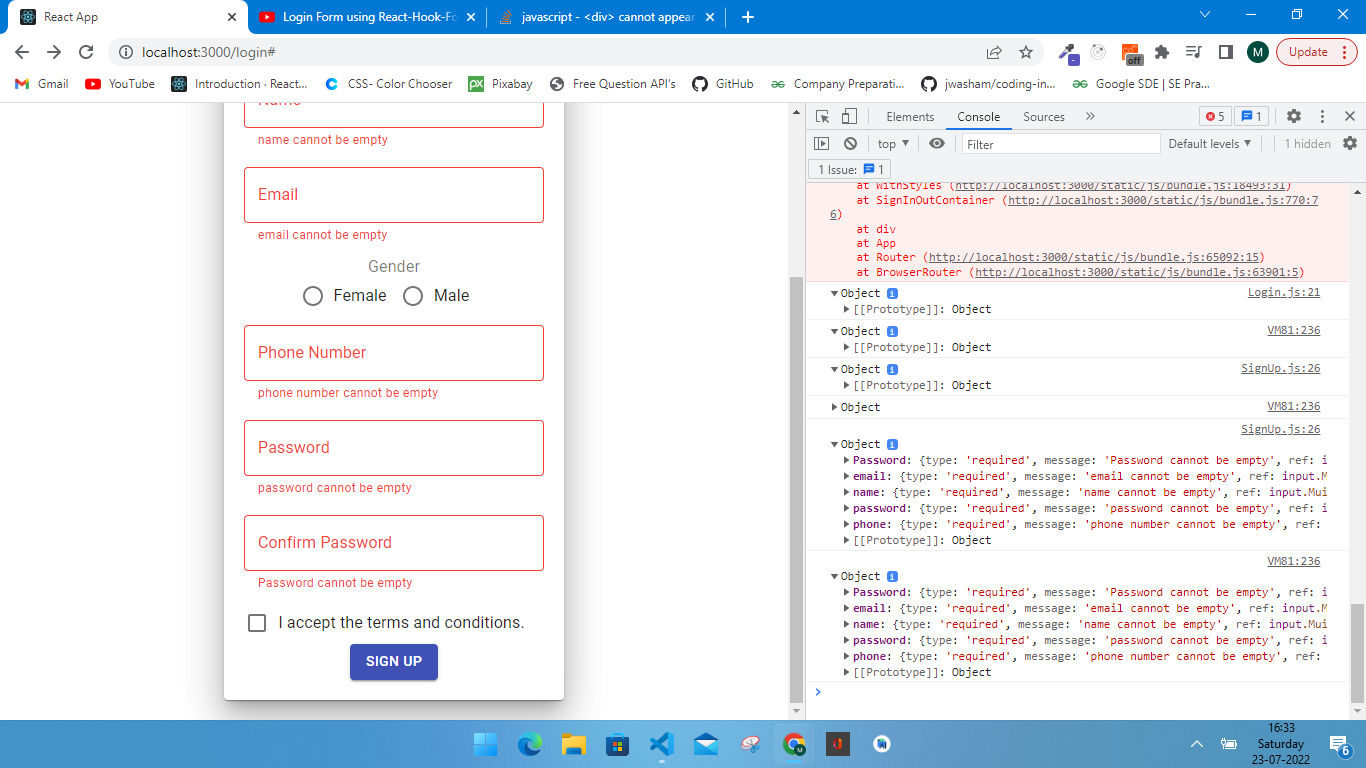 React App
Login Form using React-Hook-Fo
javascript - <div> cannot appear
localhost:3000/login#
off
M
Update
Gmail
YouTube
Introduction · React...
CSS- Color Chooser
px
Pixabay
Free Question API's
GitHub
Company Preparati...
jwasham/coding-in...
Google SDE | SE Pra...
Name
name cannot be empty
Email
email cannot be empty
Gender
Female
Male
Phone Number
phone number cannot be empty
Password
password cannot be empty
Confirm Password
Password cannot be empty
I accept the terms and conditions.
SIGN UP
Elements
Console
Sources
5
1
top
Filter
Default levels
1 hidden
1 Issue: 1
at WithStyles (http://localhost:3000/static/js/bundle.js:18493:31)
at SignInOutContainer (http://localhost:3000/static/js/bundle.js:770:7
6)
at div
at App
at Router (http://localhost:3000/static/js/bundle.js:65092:15)
at BrowserRouter (http://localhost:3000/static/js/bundle.js:63901:5)
Object i Login.js:21
[[Prototype]]: Object
Object i VM81:236
[[Prototype]]: Object
Object i SignUp.js:26
[[Prototype]]: Object
Object VM81:236
SignUp.js:26
Object i
Password: {type: 'required', message: 'Password cannot be empty', ref: i
email: {type: 'required', message: 'email cannot be empty', ref: input.M
name: {type: 'required', message: 'name cannot be empty', ref: input.Mui
password: {type: 'required', message: 'password cannot be empty', ref: i
phone: {type: 'required', message: 'phone number cannot be empty', ref:
[[Prototype]]: Object
VM81:236
Object i
Password: {type: 'required', message: 'Password cannot be empty', ref: i
email: {type: 'required', message: 'email cannot be empty', ref: input.M
name: {type: 'required', message: 'name cannot be empty', ref: input.Mui
password: {type: 'required', message: 'password cannot be empty', ref: i
phone: {type: 'required', message: 'phone number cannot be empty', ref:
[[Prototype]]: Object
16:33
Saturday
23-07-2022
6